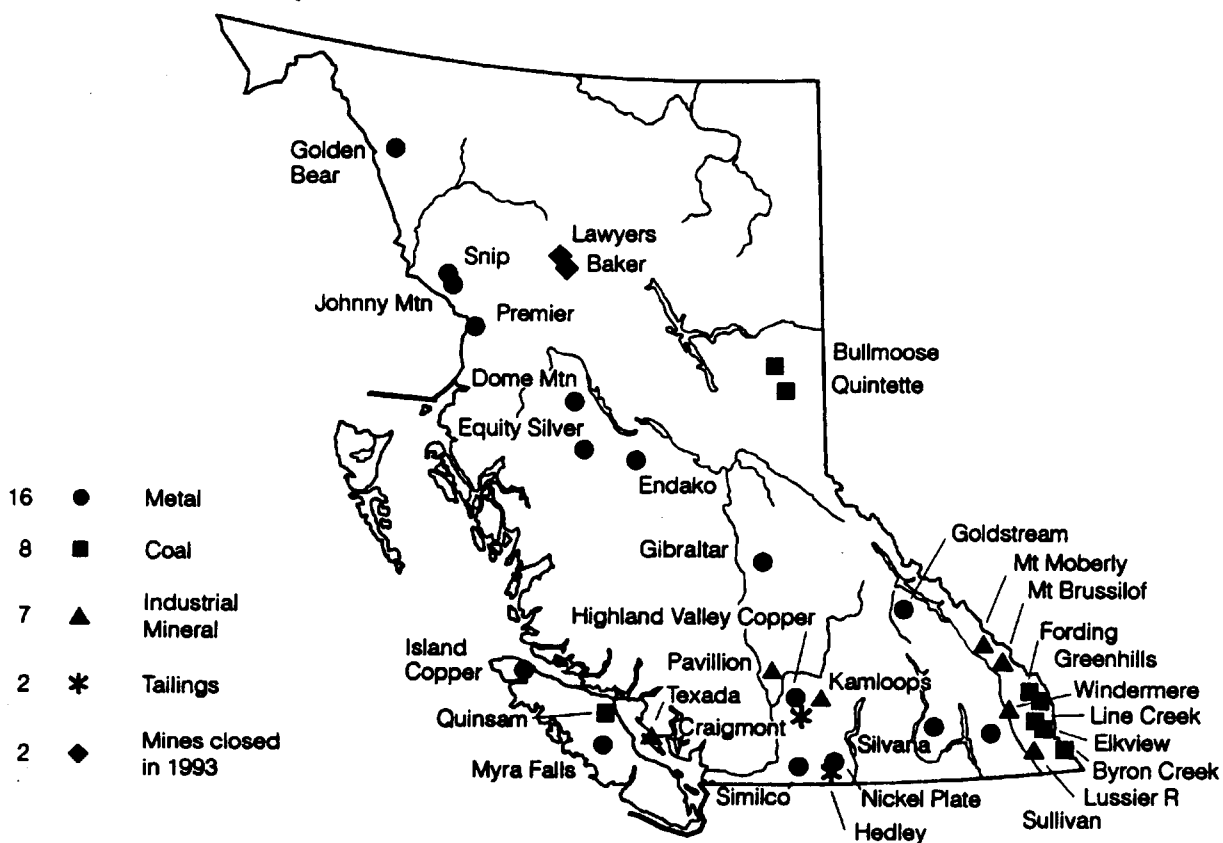 Golden
Bear
Lawyers
Baker
Snip
Johnny Mtn
Premier
Bullmoose
Quintette
Dome Mtn
Equity Silver
Endako
16 Metal
8 Coal
7 Industrial
Mineral
2 Tailings
2 Mines closed
in 1993
Gibraltar
Goldstream
Mt Moberly
Mt Brussilof
Highland Valley Copper
Fording
Greenhills
Island
Copper
Pavillion
Kamloops
Windermere
Texada
Line Creek
Quinsam
Craigmont
Silvana
Elkview
Myra Falls
Byron Creek
Similco
Nickel Plate
Lussier R
Sullivan
Hedley